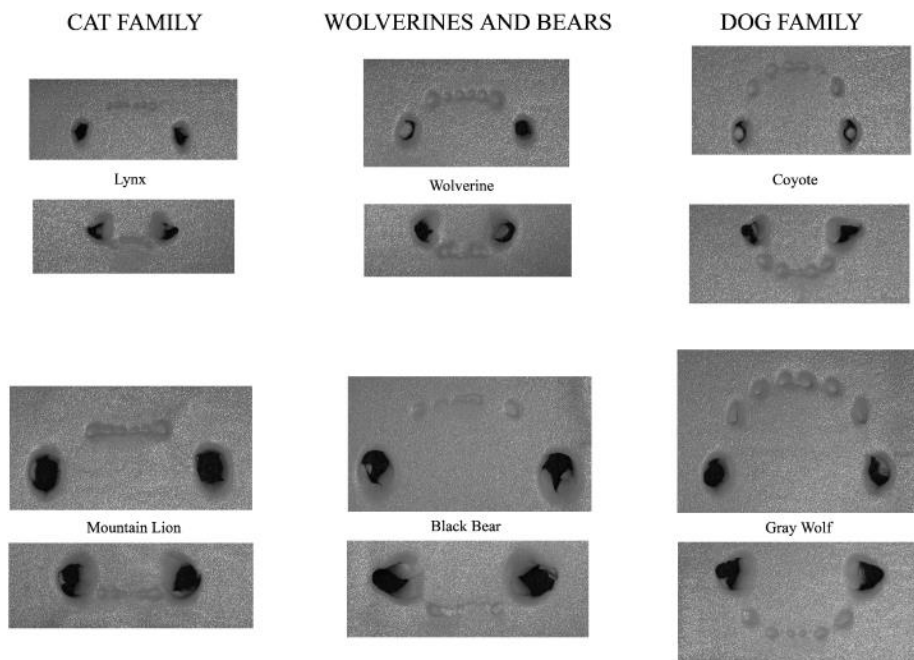 CAT FAMILY
WOLVERINES AND BEARS
DOG FAMILY
Lynx
Wolverine
Coyote
Mountain Lion
Black Bear
Gray Wolf